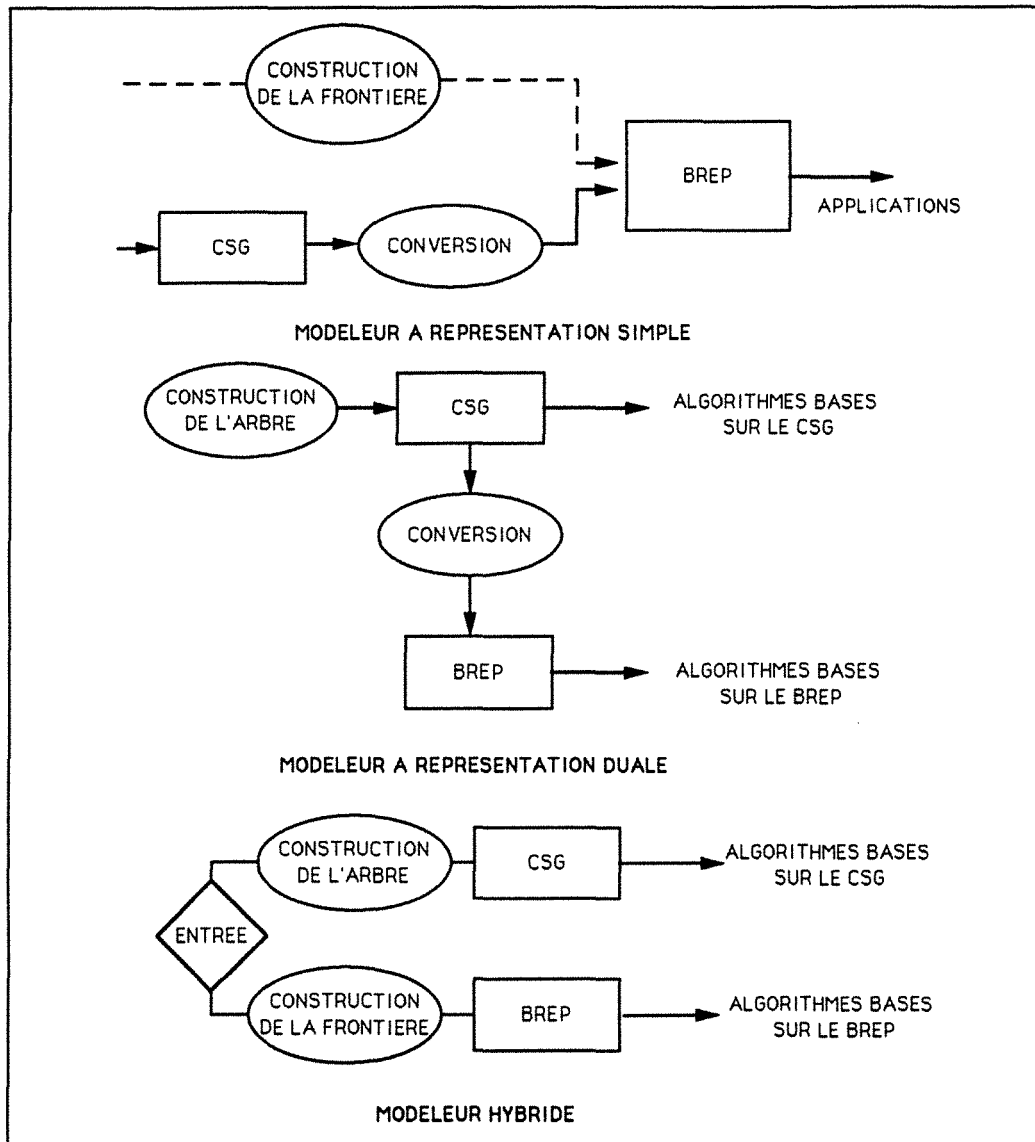 CONSTRUCTION
DE LA FRONTIERE
BREP
APPLICATIONS
CSG
CONVERSION
MODELEUR A REPRESENTATION SIMPLE
CONSTRUCTION
DE L'ARBRE
CSG
ALGORITHMES BASES
SUR LE CSG
CONVERSION
BREP
ALGORITHMES BASES
SUR LE BREP
MODELEUR A REPRESENTATION DUALE
CONSTRUCTION
DE L'ARBRE
CSG
ALGORITHMES BASES
SUR LE CSG
ENTREE
CONSTRUCTION
DE LA FRONTIERE
BREP
ALGORITHMES BASES
SUR LE BREP
MODELEUR HYBRIDE